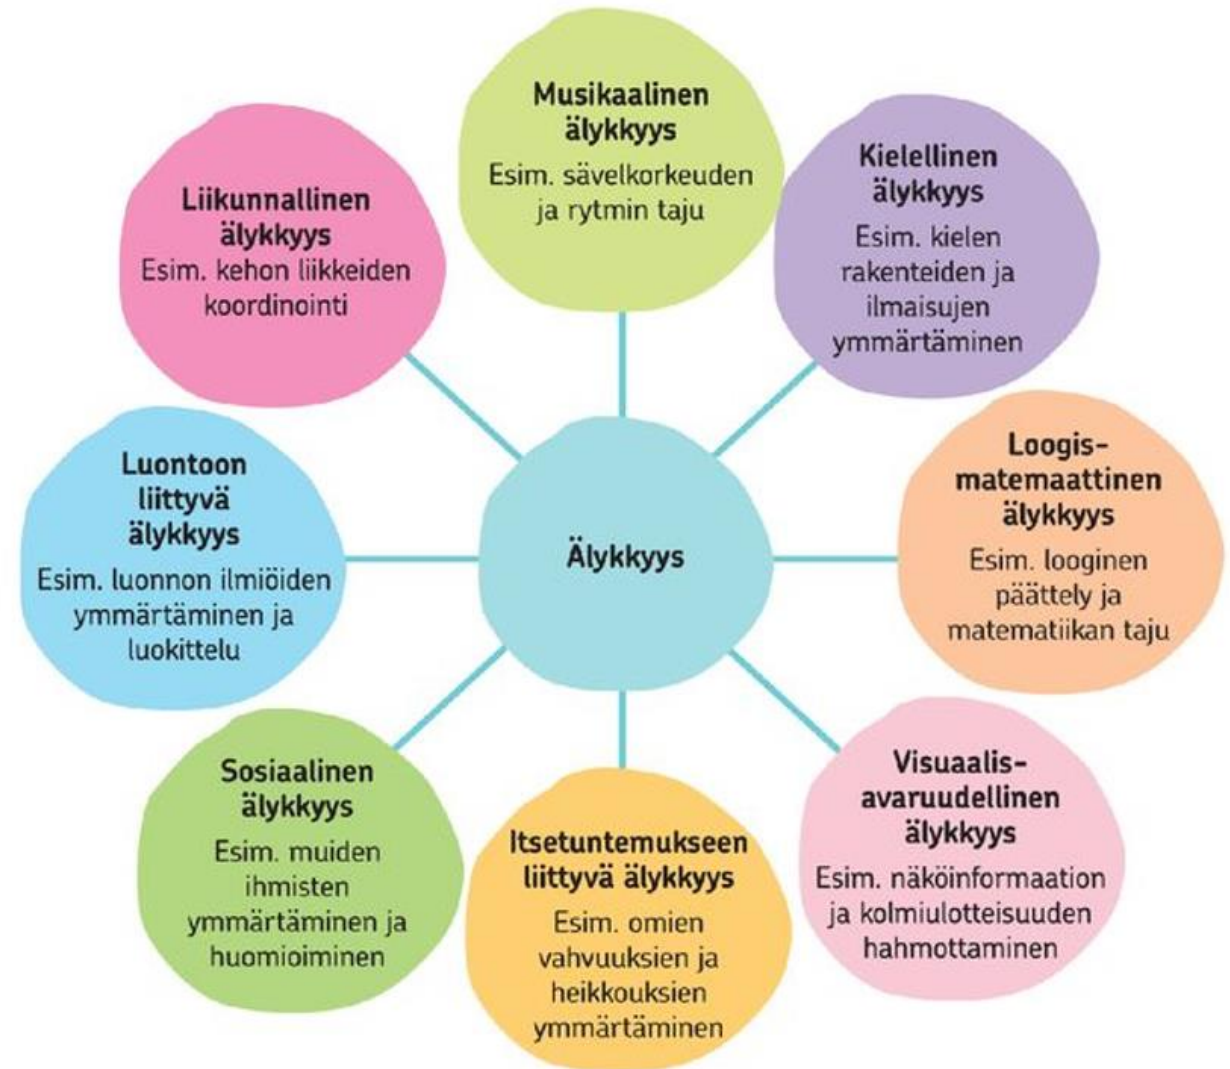 Musikaalinen
älykkyys
Esim. sävelkorkeuden
ja rytmin taju
Kielellinen
älykkyys
Esim. kielen
rakenteiden ja
ilmaisujen
ymmärtäminen
Loogis-
matemaattinen
älykkyys
Esim. looginen
päättely ja
matematiikan taju
Visuaalis-
avaruudellinen
älykkyys
Esim. näköinformaation
ja kolmiulotteisuuden
hahmottaminen
Itsetuntemukseen
liittyvä älykkyys
Esim. omien
vahvuuksien ja
heikkouksien
ymmärtäminen
Sosiaalinen
älykkyys
Esim. muiden
ihmisten
ymmärtäminen ja
huomioiminen
Luontoon
liittyvä
älykkyys
Esim. luonnon ilmiöiden
ymmärtäminen ja
luokittelu
Liikunnallinen
älykkyys
Esim. kehon liikkeiden
koordinointi
Älykkyys